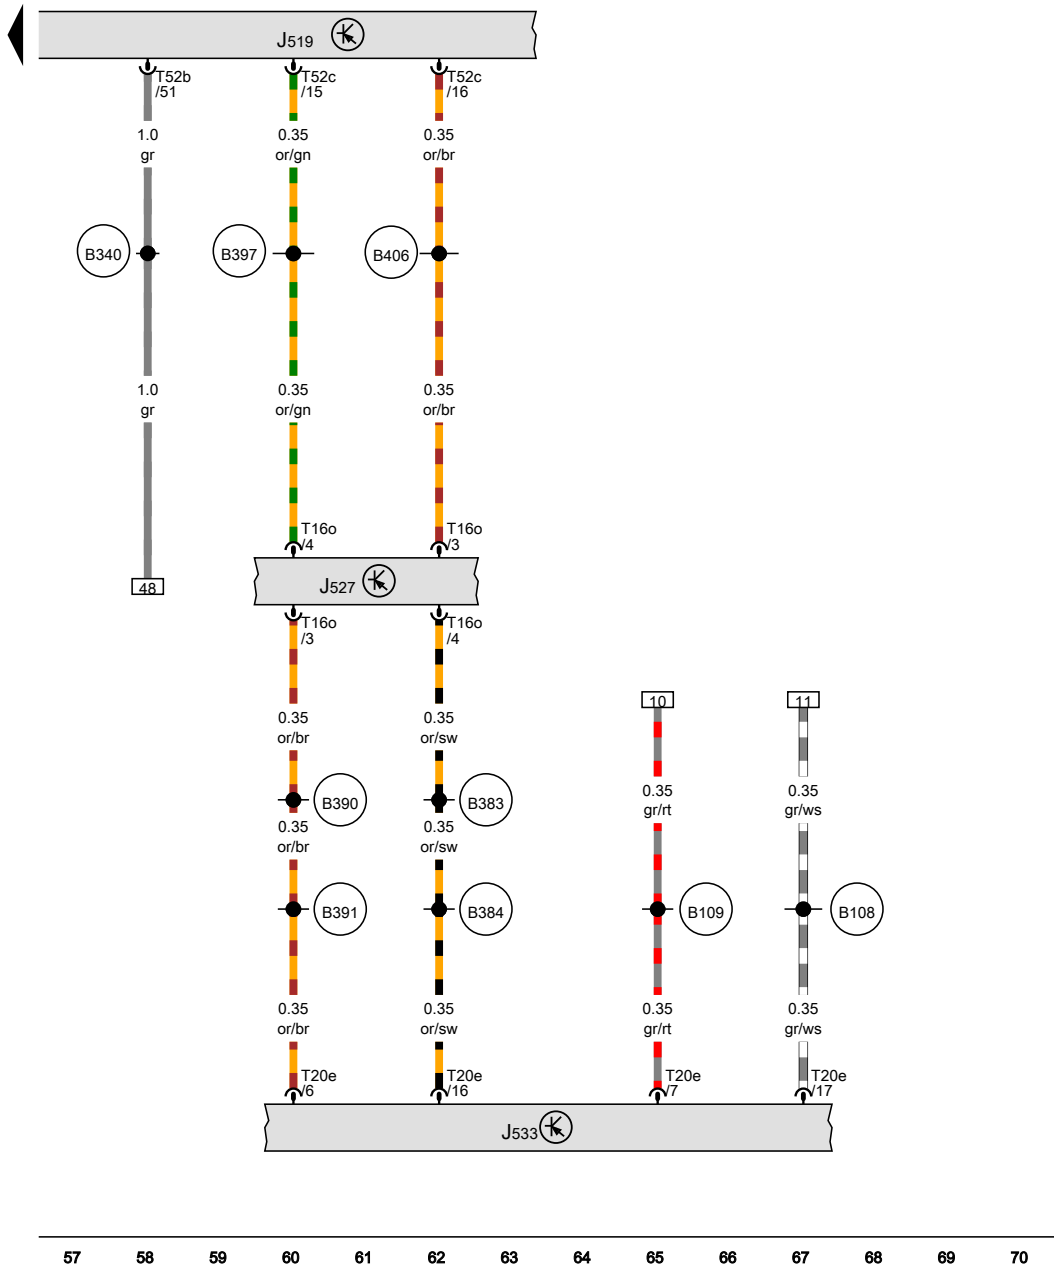 J519
T52b
/51
T52c
/15
T52c
/16
1.0
gr
0.35
or/gn
0.35
or/br
B340
B397
B406
1.0
gr
0.35
or/gn
0.35
or/br
T16o
/4
T16o
/3
J527
48
T16o
/3
T16o
/4
10
11
0.35
or/br
0.35
or/sw
B390
B383
0.35
gr/rt
0.35
gr/ws
0.35
or/br
0.35
or/sw
B391
B384
B109
B108
0.35
or/br
0.35
or/sw
0.35
gr/rt
0.35
gr/ws
T20e
/6
T20e
/16
T20e
/7
T20e
/17
J533
57 58 59 60 61 62 63 64 65 66 67 68 69 70